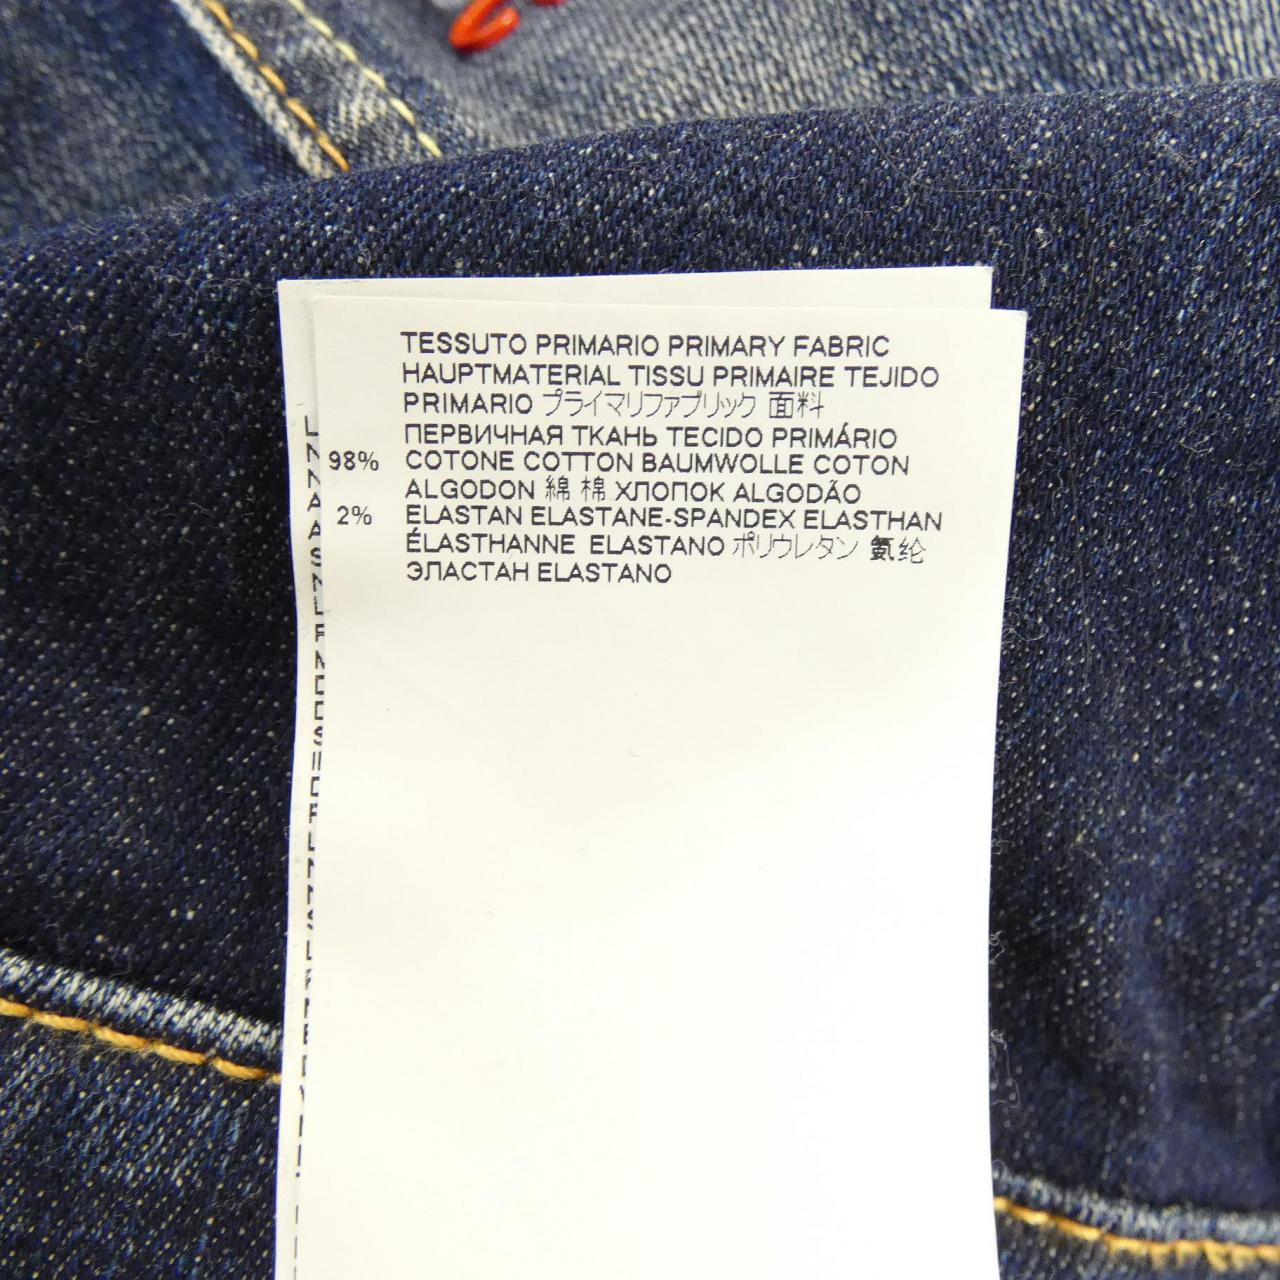 TESSUTO PRIMARIO PRIMARY FABRIC
HAUPTMATERIAL TISSU PRIMAIRE TEJIDO
PRIMARIO プライマリファブリック 面料
ПЕРВИЧНАЯ ТКАНЬ TECIDO PRIMÁRIO
98% COTONE COTTON BAUMWOLLE COTON
ALGODON 綿 棉 ХЛОПОК ALGODÃO
2% ELASTAN ELASTANE-SPANDEX ELASTHAN
ÉLASTHANNE ELASTANO ポリウレタン 氨纶
ЭЛАСТАН ELASTANO